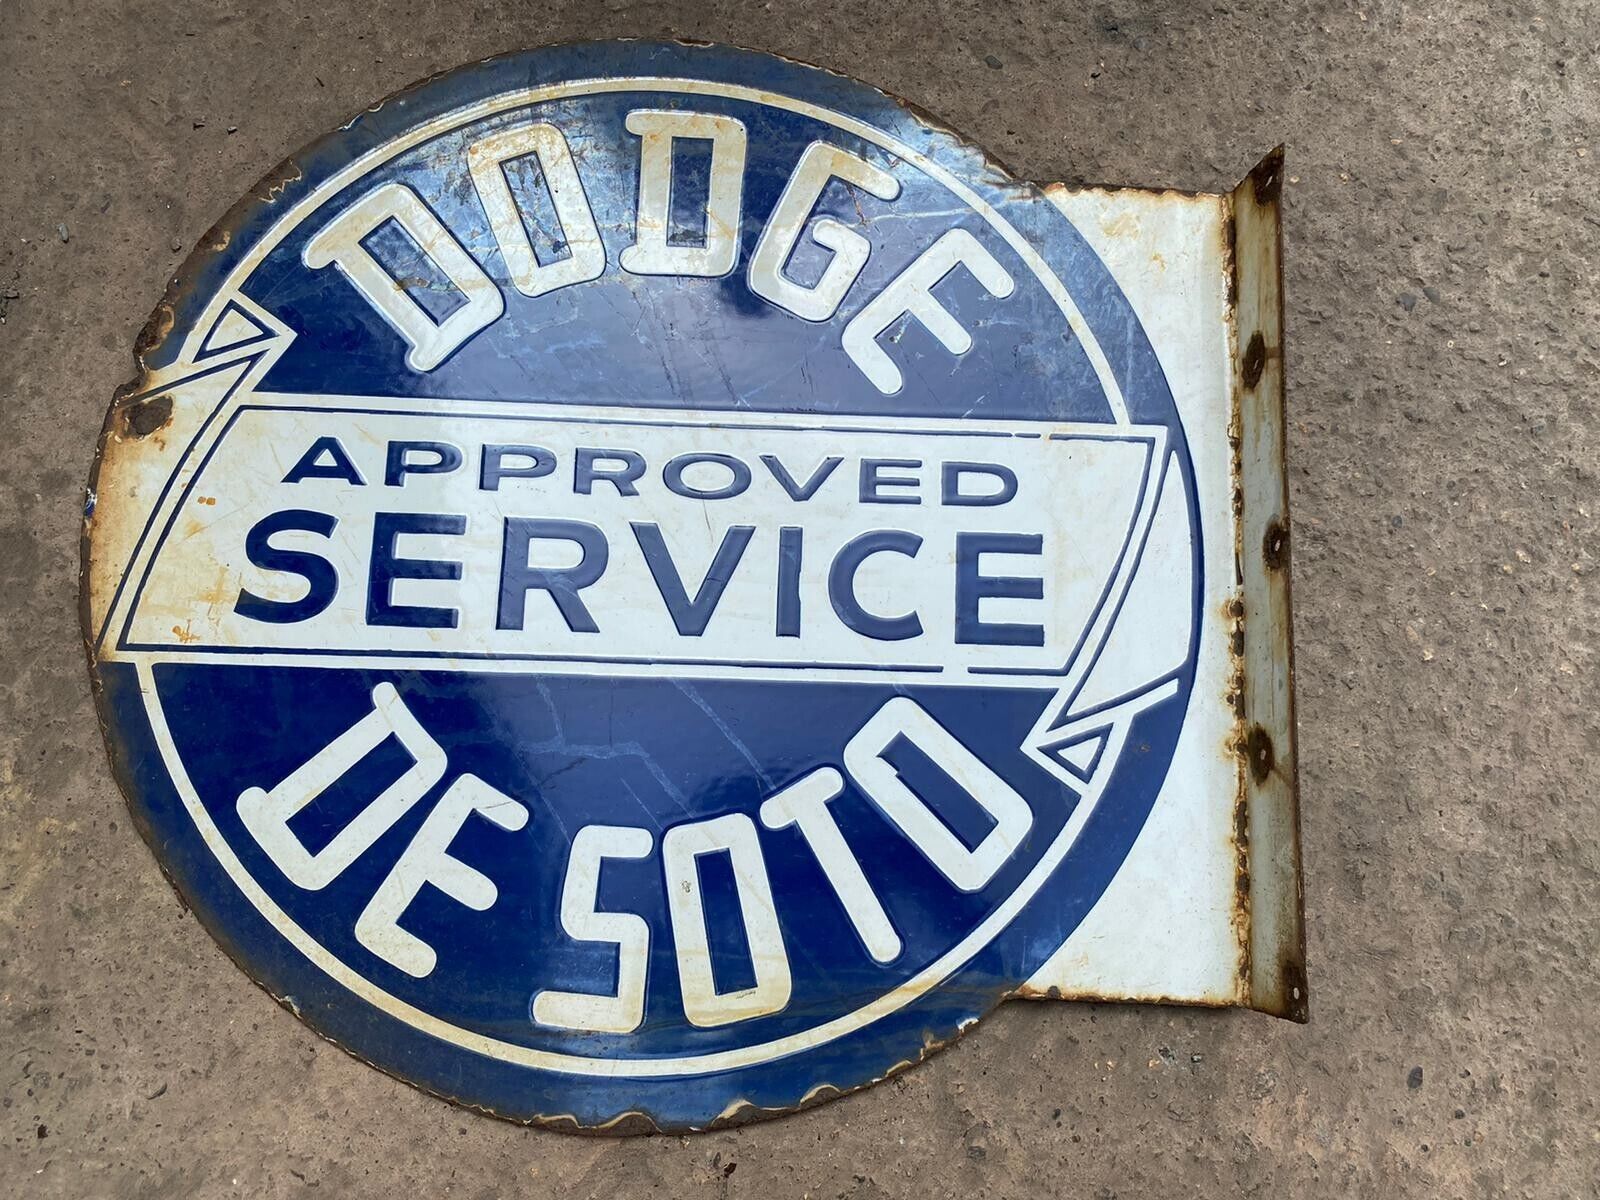 DODGE
APPROVED
SERVICE
DE SOTO